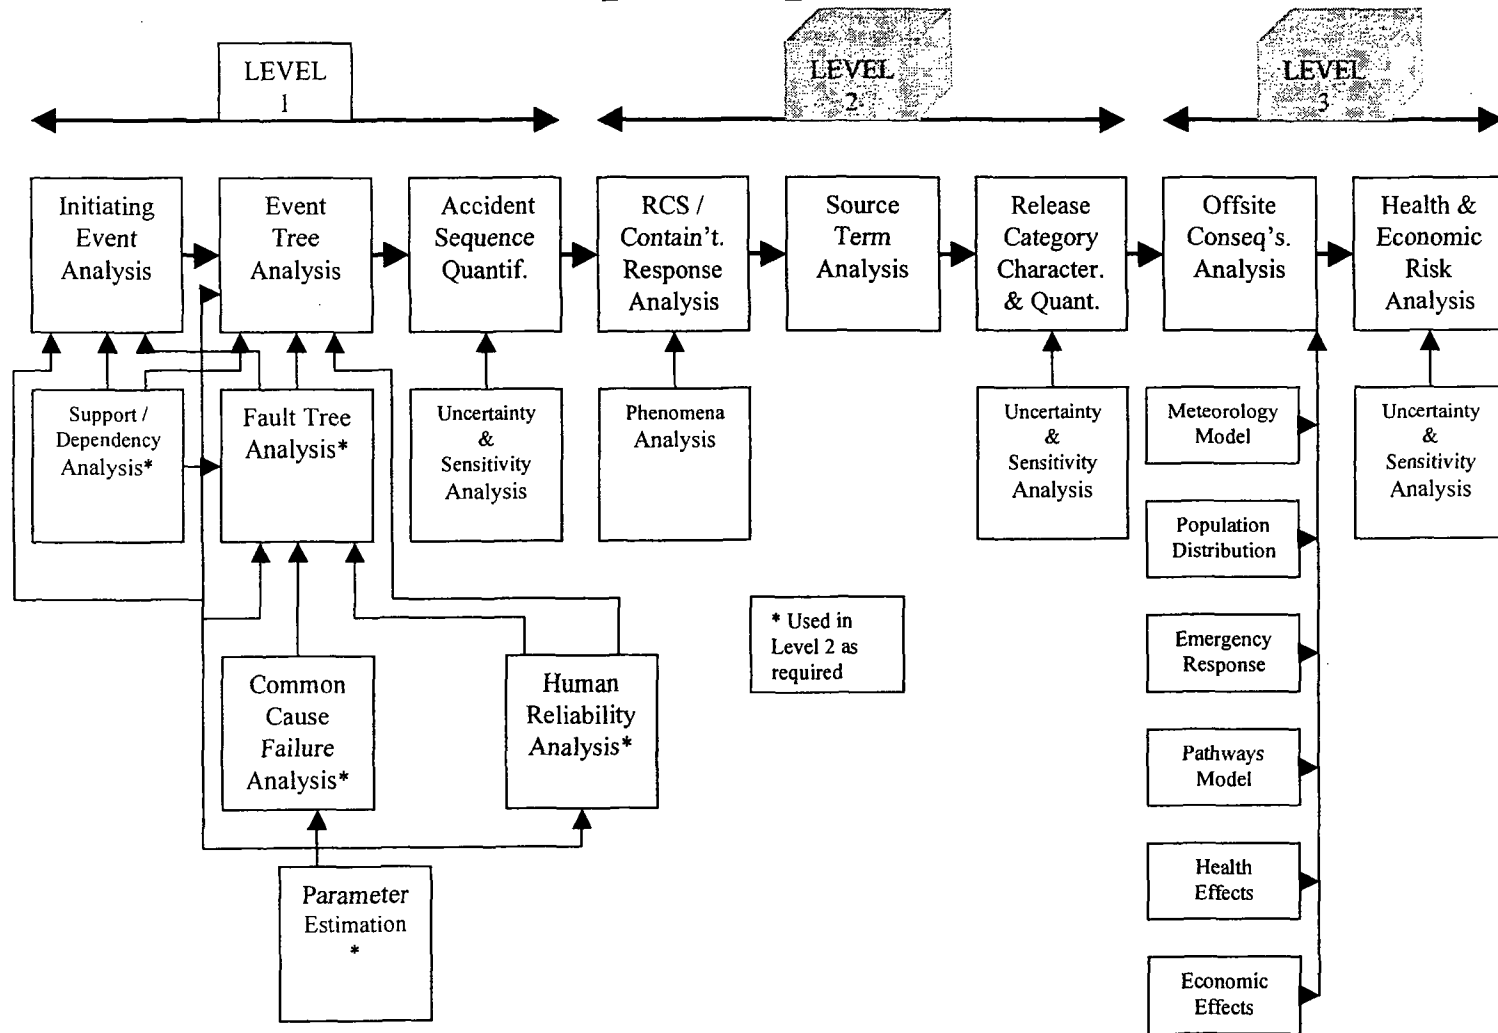 LEVEL
1
LEVEL
2
LEVEL
3
Initiating
Event
Analysis
Event
Tree
Analysis
Accident
Sequence
Quantif.
RCS /
Contain't.
Response
Analysis
Source
Term
Analysis
Release
Category
Character.
& Quant.
Offsite
Conseq's.
Analysis
Health &
Economic
Risk
Analysis
Support /
Dependency
Analysis*
Fault Tree
Analysis*
Uncertainty
&
Sensitivity
Analysis
Phenomena
Analysis
Uncertainty
&
Sensitivity
Analysis
Meteorology
Model
Uncertainty
&
Sensitivity
Analysis
Population
Distribution
* Used in
Level 2 as
required
Emergency
Response
Common
Cause
Failure
Analysis*
Human
Reliability
Analysis*
Pathways
Model
Parameter
Estimation
*
Health
Effects
Economic
Effects